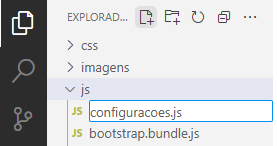 EXPLORAD...
css
imagens
js
JS configuracoes.js
JS bootstrap.bundle.js